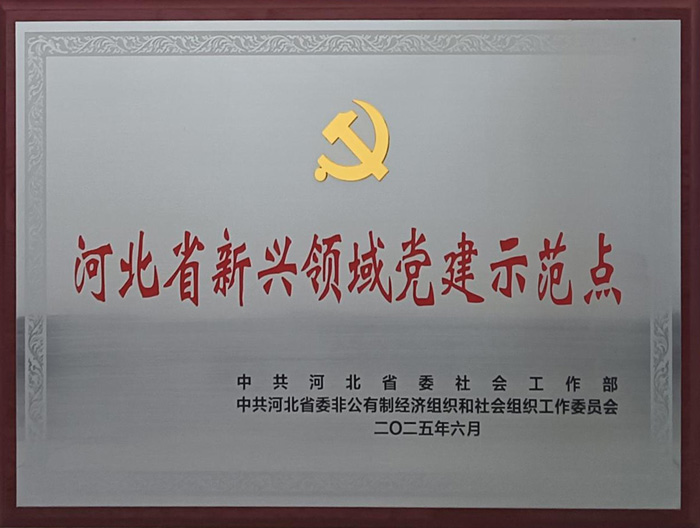 河北省新兴领域党建示范点
中共河北省委社会工作部
中共河北省委非公有制经济组织和社会组织工作委员会
二〇二五年六月